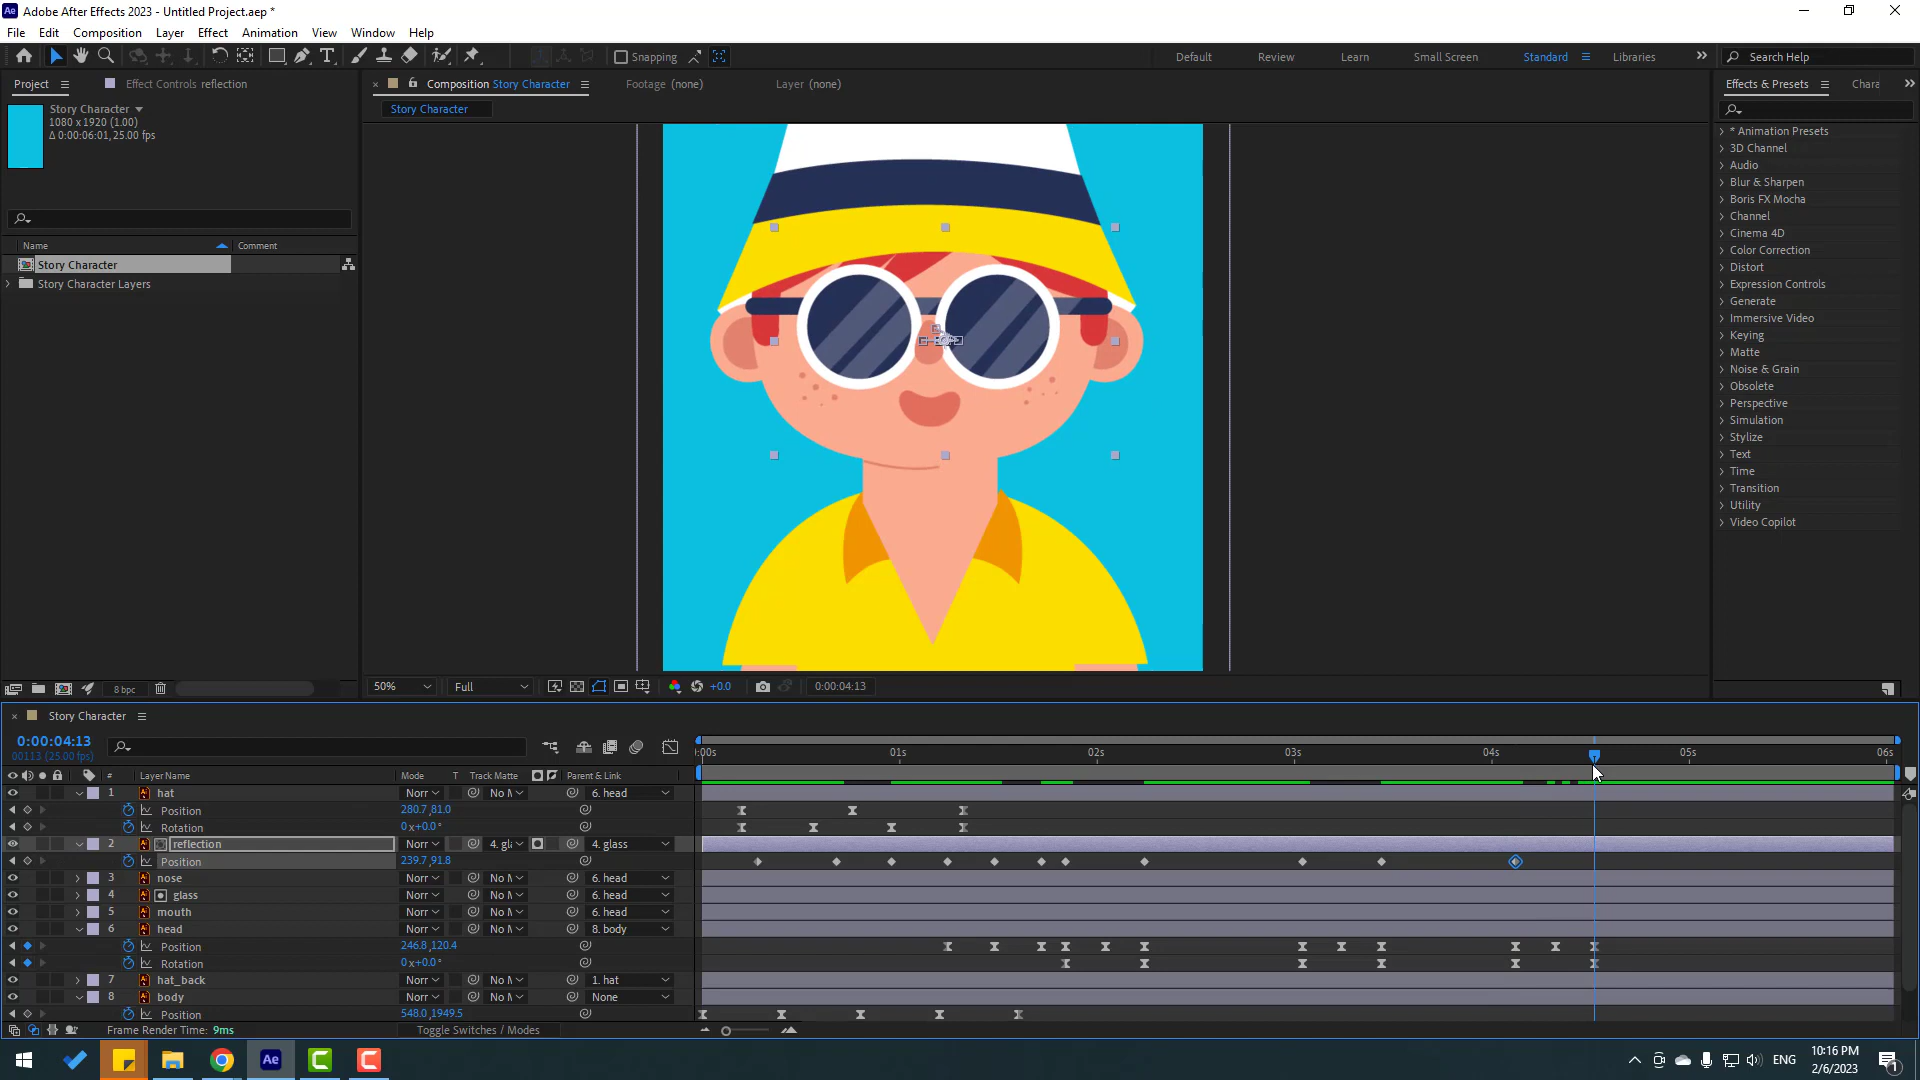 Adobe After Effects 2023 - Untitled Project.aep *
File Edit Composition Layer Effect Animation View Window Help
Snapping
Default Review Learn Small Screen Standard Libraries
Search Help
Project
Effect Controls reflection
Composition Story Character
Footage (none)
Layer (none)
Effects & Presets
Chara
Story Character
1080 x 1920 (1.00)
Δ 0:00:06:01, 25.00 fps
Story Character
Name Comment
Story Character
Story Character Layers
* Animation Presets
3D Channel
Audio
Blur & Sharpen
Boris FX Mocha
Channel
Cinema 4D
Color Correction
Distort
Expression Controls
Generate
Immersive Video
Keying
Matte
Noise & Grain
Obsolete
Perspective
Simulation
Stylize
Text
Time
Transition
Utility
Video Copilot
8 bpc
50% Full +0.0 0:00:04:13
Story Character
0:00:04:13
00113 (25.00 fps)
:00s 01s 02s 03s 04s 05s 06s
# Layer Name Mode T Track Matte Parent & Link
1 hat Norr No M 6. head
Position 280.7,81.0
Rotation 0x+0.0°
2 reflection Norr 4. gla 4. glass
Position 239.7,91.8
3 nose Norr No M 6. head
4 glass Norr No M 6. head
5 mouth Norr No M 6. head
6 head Norr No M 8. body
Position 246.8,120.4
Rotation 0x+0.0°
7 hat_back Norr No M 1. hat
8 body Norr No M None
Position 548.0,1949.5
Frame Render Time: 9ms
Toggle Switches / Modes
Ae
ENG
10:16 PM
2/6/2023
1